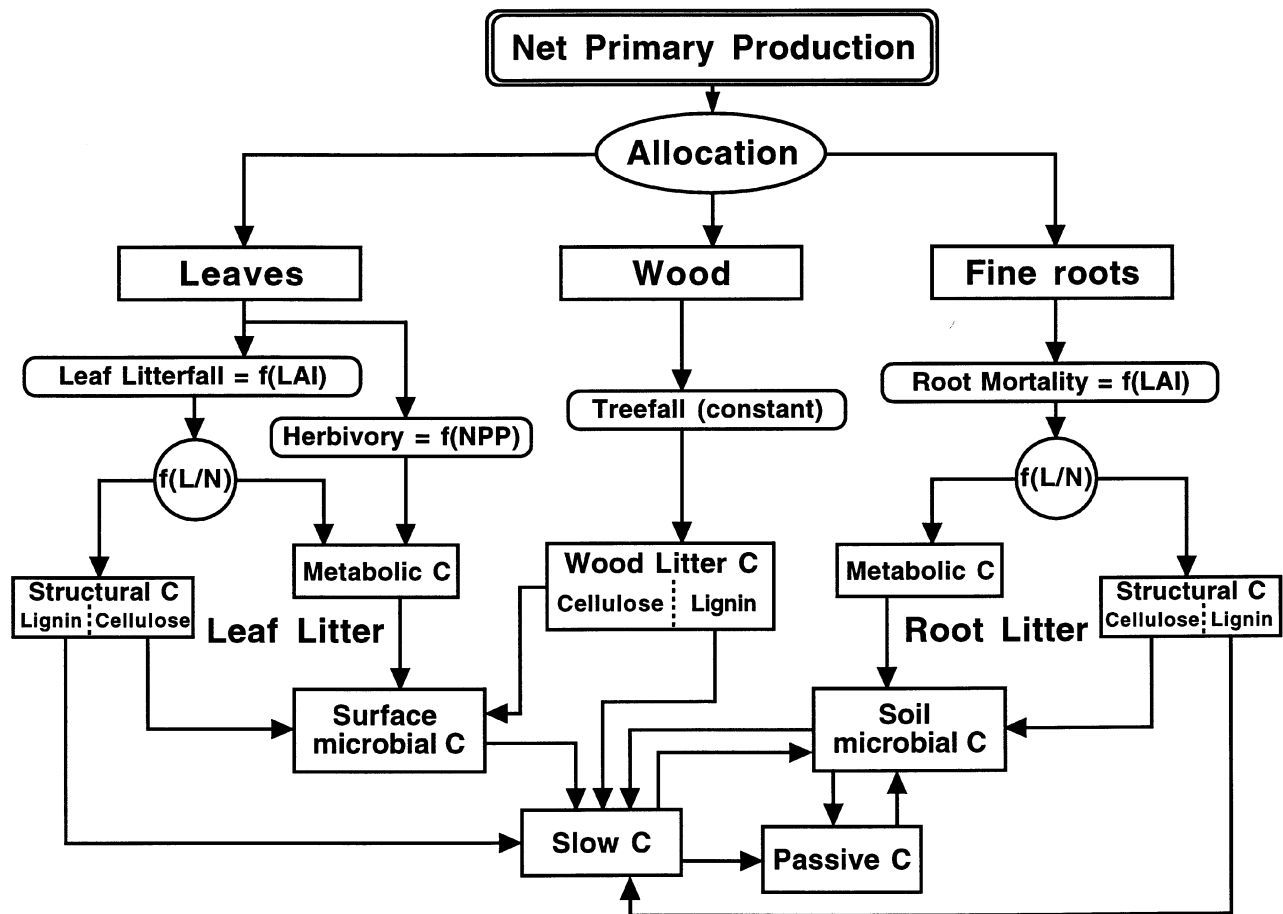 Net Primary Production
Allocation
Leaves
Wood
Fine roots
Leaf Litterfall = f(LAI)
Root Mortality = f(LAI)
Treefall (constant)
Herbivory = f(NPP)
f(L/N)
f(L/N)
Metabolic C
Wood Litter C
Cellulose Lignin
Metabolic C
Structural C
Lignin Cellulose
Structural C
Cellulose Lignin
Leaf Litter
Root Litter
Surface
microbial C
Soil
microbial C
Slow C
Passive C